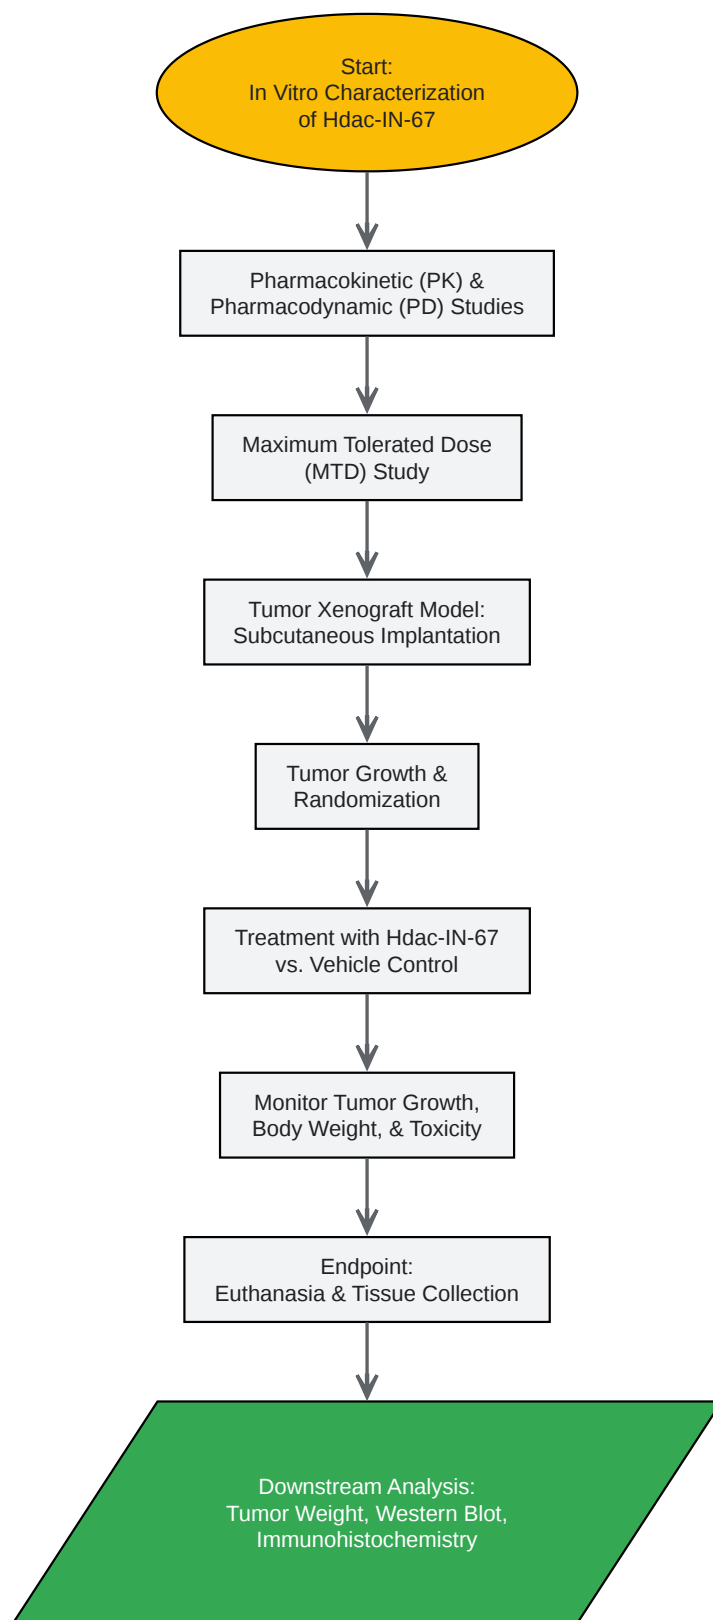 Start:
In Vitro Characterization
of Hdac-IN-67
Pharmacokinetic (PK) &
Pharmacodynamic (PD) Studies
Maximum Tolerated Dose
(MTD) Study
Tumor Xenograft Model:
Subcutaneous Implantation
Tumor Growth &
Randomization
Treatment with Hdac-IN-67
vs. Vehicle Control
Monitor Tumor Growth,
Body Weight, & Toxicity
Endpoint:
Euthanasia & Tissue Collection
Downstream Analysis:
Tumor Weight, Western Blot,
Immunohistochemistry